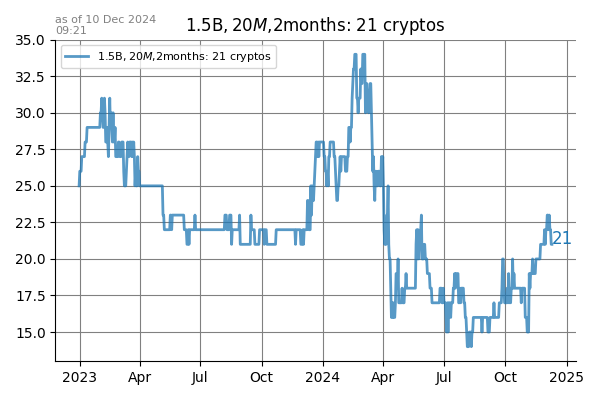 as of 10 Dec 2024
09:21
1.5B, 20M,2months: 21 cryptos
1.5B, 20M,2months: 21 cryptos
35.0
32.5
30.0
27.5
25.0
22.5
20.0
17.5
15.0
21
2023 Apr Jul Oct 2024 Apr Jul Oct 2025